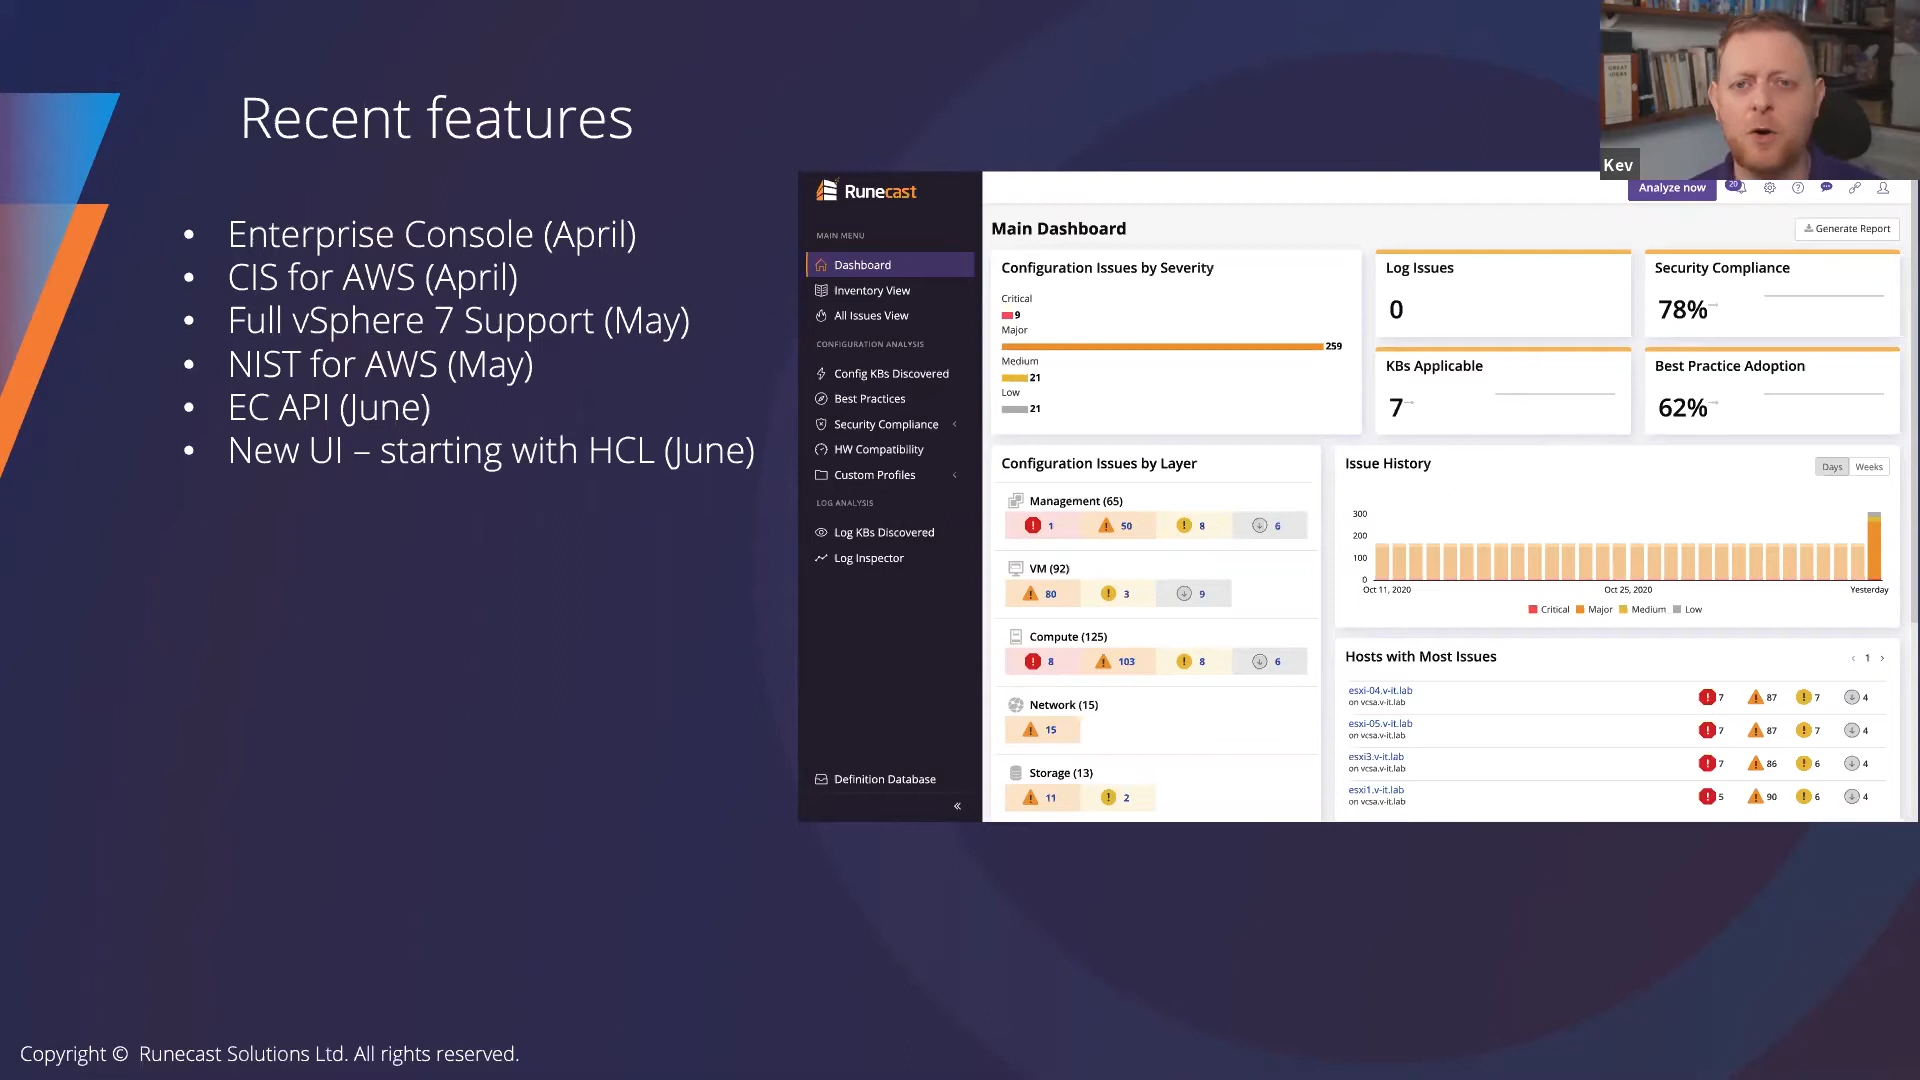 Recent features
• Enterprise Console (April)
• CIS for AWS (April)
• Full vSphere 7 Support (May)
• NIST for AWS (May)
• EC API (June)
• New UI – starting with HCL (June)
GREAT IDEAS
Kev
Runecast
MAIN MENU
Dashboard
Inventory View
All Issues View
CONFIGURATION ANALYSIS
Config KBs Discovered
Best Practices
Security Compliance
HW Compatibility
Custom Profiles
LOG ANALYSIS
Log KBs Discovered
Log Inspector
Definition Database
Analyze now
20
Main Dashboard
Generate Report
Configuration Issues by Severity
Critical
9
Major
259
Medium
21
Low
21
Log Issues
0
Security Compliance
78%
KBs Applicable
7
Best Practice Adoption
62%
Configuration Issues by Layer
Management (65)
1 50 8 6
VM (92)
80 3 9
Compute (125)
8 103 8 6
Network (15)
15
Storage (13)
11 2
Issue History
Days Weeks
300
200
100
0
Oct 11, 2020 Oct 25, 2020 Yesterday
Critical Major Medium Low
Hosts with Most Issues
1
esxi-04.v-it.lab
on vcsa.v-it.lab
7 87 7 4
esxi-05.v-it.lab
on vcsa.v-it.lab
7 87 7 4
esxi3.v-it.lab
on vcsa.v-it.lab
7 86 6 4
esxi1.v-it.lab
on vcsa.v-it.lab
5 90 6 4
Copyright © Runecast Solutions Ltd. All rights reserved.